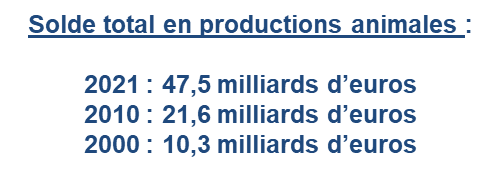 Solde total en productions animales :
2021 : 47,5 milliards d’euros
2010 : 21,6 milliards d’euros
2000 : 10,3 milliards d’euros